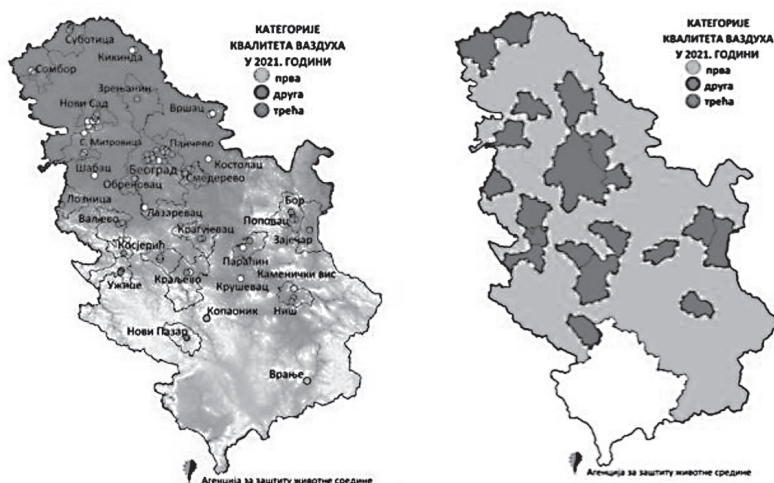 КАТЕГОРИЈЕ
КВАЛИТЕТА ВАЗДУХА
У 2021. ГОДИНИ
прва
друга
трећа
Суботица
Кикинда
Сомбор
Зрењанин
Нови Сад
Вршац
С. Митровица
Панчево
Шабац
Београд
Костолац
Обреновац
Смедерево
Лозница
Лазаревац
Бор
Ваљево
Поповац
Крагујевац
Зајечар
Косјерић
Параћин
Каменички вис
Ужице
Краљево
Крушевац
Копаоник
Ниш
Нови Пазар
Врање
Агенција за заштиту животне средине
КАТЕГОРИЈЕ
КВАЛИТЕТА ВАЗДУХА
У 2021. ГОДИНИ
прва
друга
трећа
Агенција за заштиту животне средине